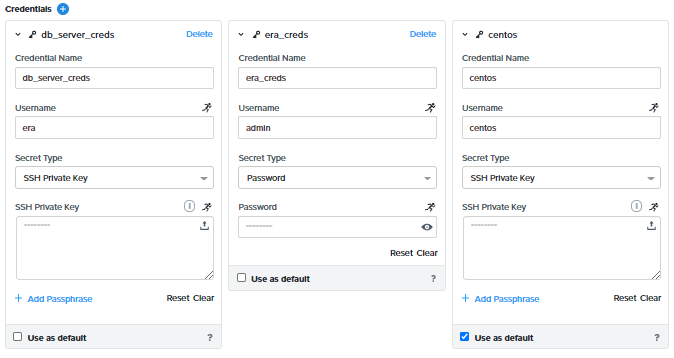 Credentials
db_server_creds Delete
Credential Name
db_server_creds
Username
era
Secret Type
SSH Private Key
SSH Private Key
--------
Add Passphrase Reset Clear
Use as default ?
era_creds Delete
Credential Name
era_creds
Username
admin
Secret Type
Password
Password
--------
Reset Clear
Use as default ?
centos
Credential Name
centos
Username
centos
Secret Type
SSH Private Key
SSH Private Key
--------
Add Passphrase Reset Clear
Use as default ?